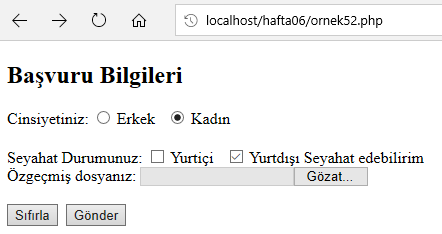 localhost/hafta06/ornek52.php
Başvuru Bilgileri
Cinsiyetiniz: Erkek Kadın
Seyahat Durumunuz: Yurtiçi Yurtdışı Seyahat edebilirim
Özgeçmiş dosyanız: Gözat...
Sıfırla Gönder